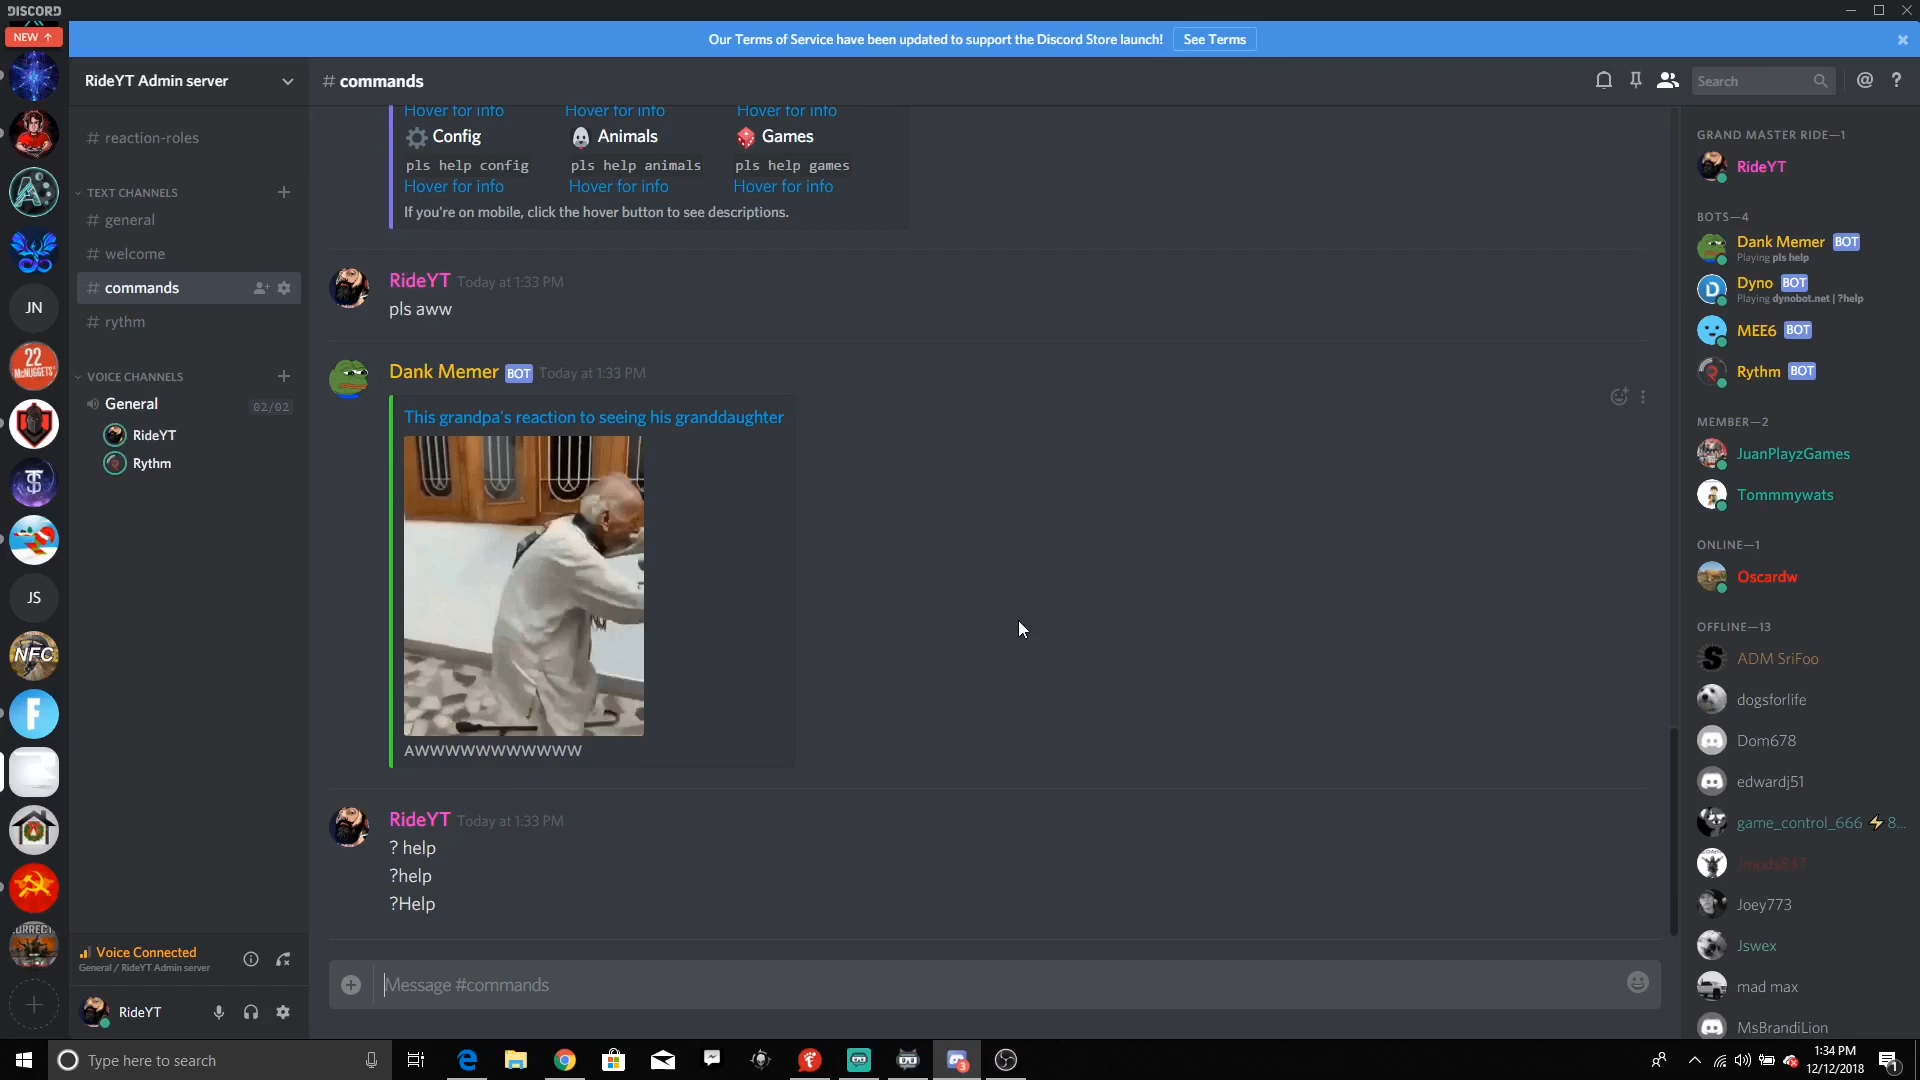 DISCORD
NEW ↑
Our Terms of Service have been updated to support the Discord Store launch! See Terms
RideYT Admin server
# commands
Search
@ ?
# reaction-roles
TEXT CHANNELS
# general
# welcome
# commands
# rythm
VOICE CHANNELS
General 02/02
RideYT
Rythm
JN
22
McNUGGETS
JS
NFC
F
Voice Connected
General / RideYT Admin server
RideYT
Hover for info Hover for info Hover for info
Config Animals Games
pls help config pls help animals pls help games
Hover for info Hover for info Hover for info
If you're on mobile, click the hover button to see descriptions.
RideYT Today at 1:33 PM
pls aww
Dank Memer BOT Today at 1:33 PM
This grandpa's reaction to seeing his granddaughter
AWWWWWWWWWWW
RideYT Today at 1:33 PM
? help
?help
?Help
Message #commands
GRAND MASTER RIDE—1
RideYT
BOTS—4
Dank Memer BOT
Playing pls help
Dyno BOT
Playing dynobot.net | ?help
MEE6 BOT
Rythm BOT
MEMBER—2
JuanPlayzGames
Tommmywats
ONLINE—1
Oscardw
OFFLINE—13
ADM SriFoo
dogsforlife
Dom678
edwardj51
game_control_666 ⚡ 8...
Joey773
Jswex
mad max
MsBrandiLion
Type here to search
3
1:34 PM
12/12/2018
1